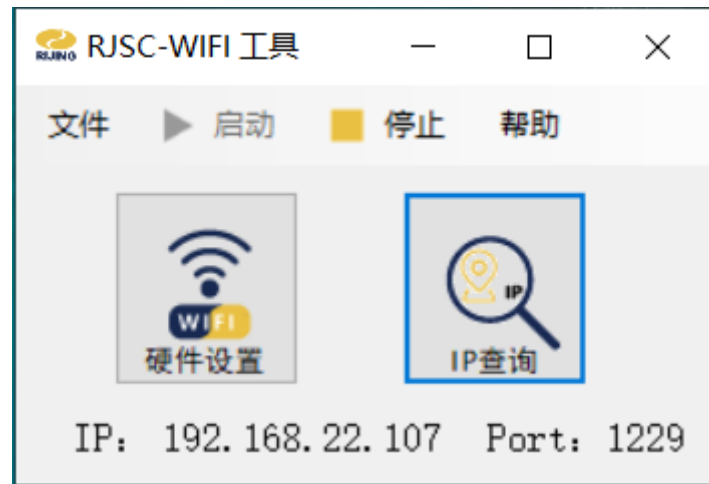 RIJING RJSC-WIFI 工具
文件 启动 停止 帮助
WIFI
IP
硬件设置
IP查询
IP: 192.168.22.107 Port: 1229